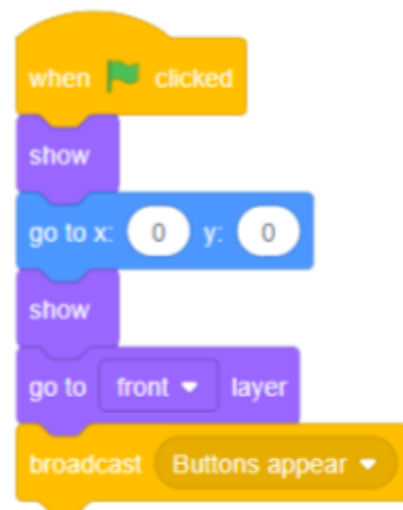 when clicked
show
go to x: 0 y: 0
show
go to front layer
broadcast Buttons appear